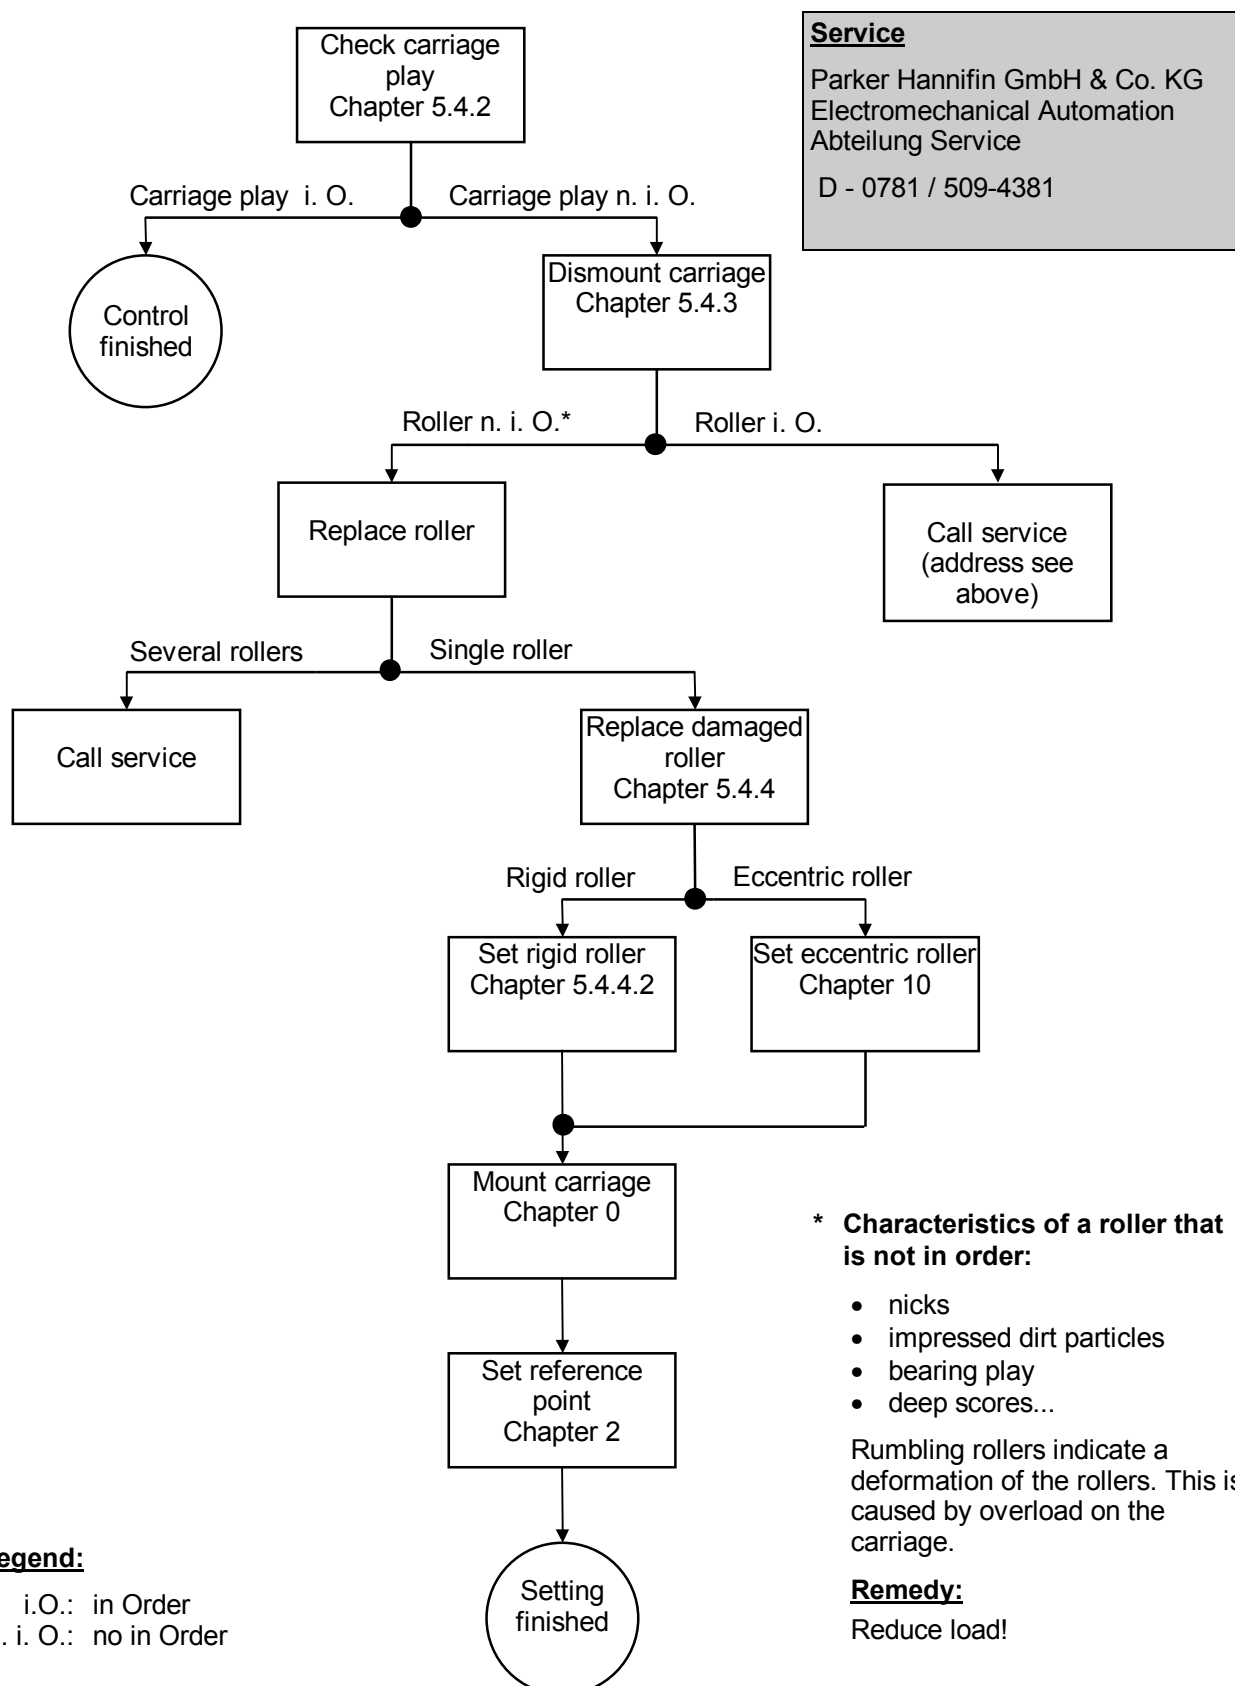 Check carriage
play
Chapter 5.4.2
Service
Parker Hannifin GmbH & Co. KG
Electromechanical Automation
Abteilung Service
D - 0781 / 509-4381
Carriage play i. O.
Carriage play n. i. O.
Control
finished
Dismount carriage
Chapter 5.4.3
Roller n. i. O.*
Roller i. O.
Replace roller
Call service
(address see
above)
Several rollers
Single roller
Call service
Replace damaged
roller
Chapter 5.4.4
Rigid roller
Eccentric roller
Set rigid roller
Chapter 5.4.4.2
Set eccentric roller
Chapter 10
Mount carriage
Chapter 0
Set reference
point
Chapter 2
Setting
finished
* Characteristics of a roller that
is not in order:
• nicks
• impressed dirt particles
• bearing play
• deep scores...
Rumbling rollers indicate a
deformation of the rollers. This is
caused by overload on the
carriage.
Remedy:
Reduce load!
egend:
i.O.: in Order
. i. O.: no in Order